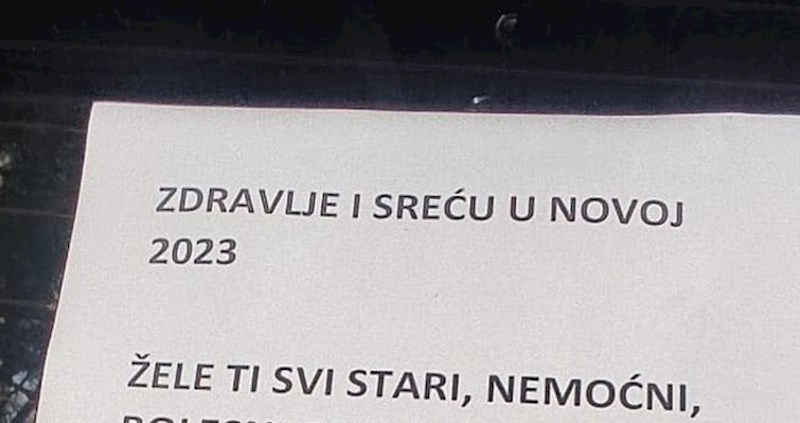 ZDRAVLJE I SREĆU U NOVOJ
2023
ŽELE TI SVI STARI, NEMOĆNI,